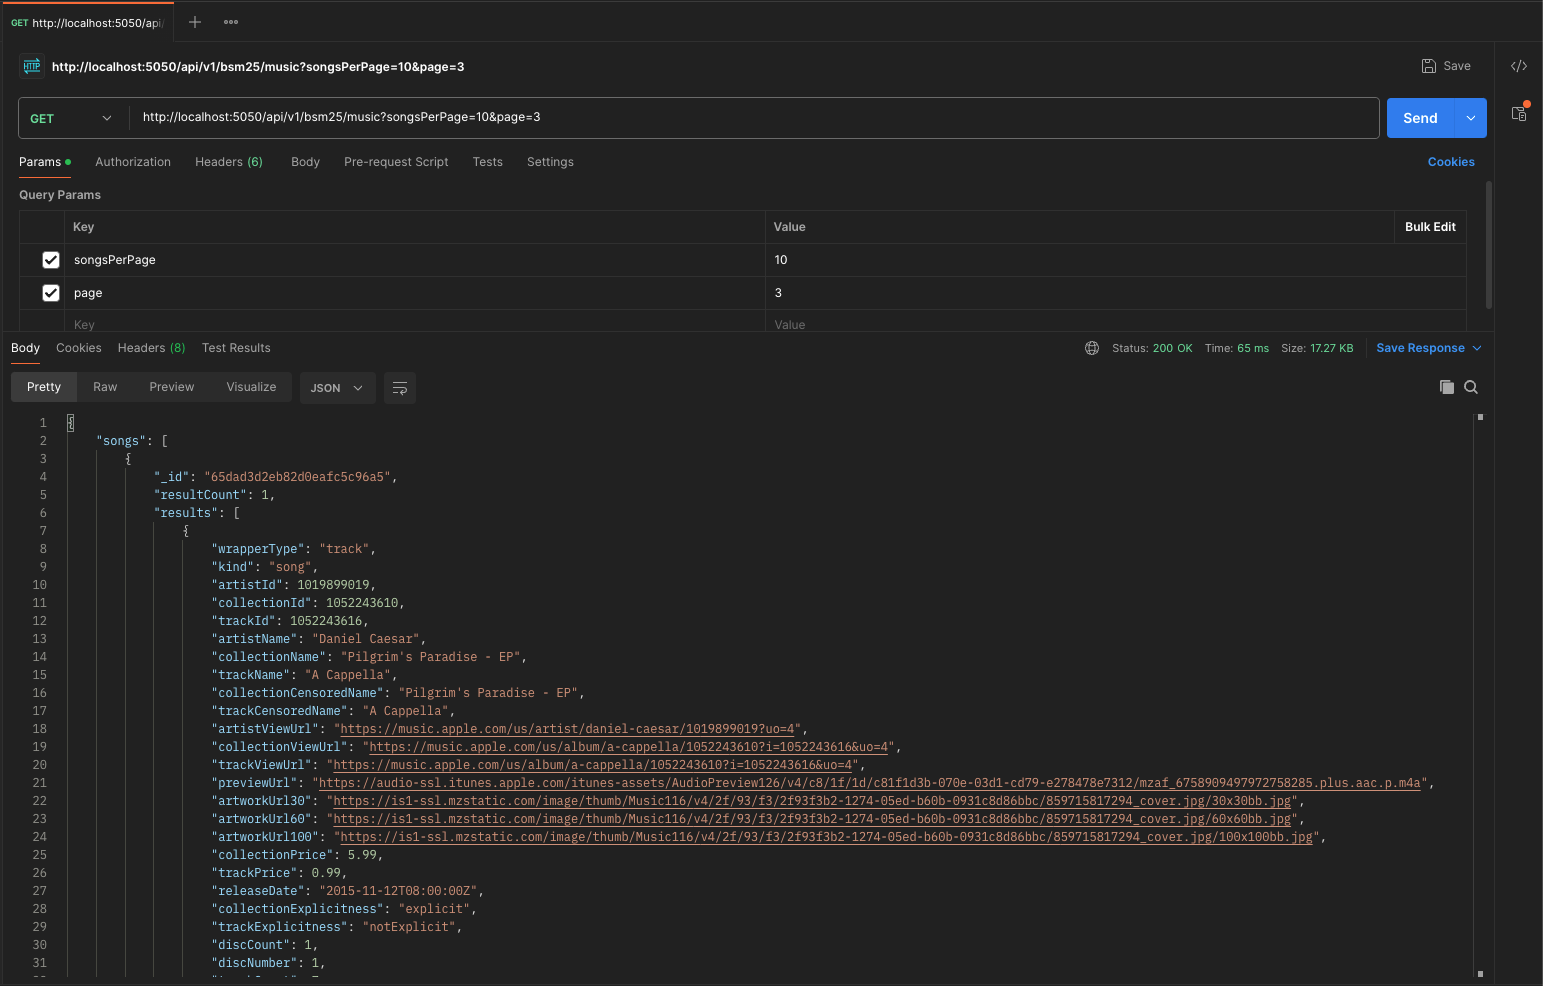 GET http://localhost:5050/api/
HTTP http://localhost:5050/api/v1/bsm25/music?songsPerPage=10&page=3 Save
GET http://localhost:5050/api/v1/bsm25/music?songsPerPage=10&page=3 Send
Params Authorization Headers (6) Body Pre-request Script Tests Settings Cookies
Query Params
Key Value Bulk Edit
songsPerPage 10
page 3
Key Value
Body Cookies Headers (8) Test Results Status: 200 OK Time: 65 ms Size: 17.27 KB Save Response
Pretty Raw Preview Visualize JSON
1 {
2 "songs": [
3 {
4 "_id": "65dad3d2eb82d0eafc5c96a5",
5 "resultCount": 1,
6 "results": [
7 {
8 "wrapperType": "track",
9 "kind": "song",
10 "artistId": 1019899019,
11 "collectionId": 1052243610,
12 "trackId": 1052243616,
13 "artistName": "Daniel Caesar",
14 "collectionName": "Pilgrim's Paradise - EP",
15 "trackName": "A Cappella",
16 "collectionCensoredName": "Pilgrim's Paradise - EP",
17 "trackCensoredName": "A Cappella",
18 "artistViewUrl": "https://music.apple.com/us/artist/daniel-caesar/1019899019?uo=4",
19 "collectionViewUrl": "https://music.apple.com/us/album/a-cappella/1052243610?i=1052243616&uo=4",
20 "trackViewUrl": "https://music.apple.com/us/album/a-cappella/1052243610?i=1052243616&uo=4",
21 "previewUrl": "https://audio-ssl.itunes.apple.com/itunes-assets/AudioPreview126/v4/c8/1f/1d/c81f1d3b-070e-03d1-cd79-e278478e7312/mzaf_6758909497972758285.plus.aac.p.m4a",
22 "artworkUrl30": "https://is1-ssl.mzstatic.com/image/thumb/Music116/v4/2f/93/f3/2f93f3b2-1274-05ed-b60b-0931c8d86bbc/859715817294_cover.jpg/30x30bb.jpg",
23 "artworkUrl60": "https://is1-ssl.mzstatic.com/image/thumb/Music116/v4/2f/93/f3/2f93f3b2-1274-05ed-b60b-0931c8d86bbc/859715817294_cover.jpg/60x60bb.jpg",
24 "artworkUrl100": "https://is1-ssl.mzstatic.com/image/thumb/Music116/v4/2f/93/f3/2f93f3b2-1274-05ed-b60b-0931c8d86bbc/859715817294_cover.jpg/100x100bb.jpg",
25 "collectionPrice": 5.99,
26 "trackPrice": 0.99,
27 "releaseDate": "2015-11-12T08:00:00Z",
28 "collectionExplicitness": "explicit",
29 "trackExplicitness": "notExplicit",
30 "discCount": 1,
31 "discNumber": 1,